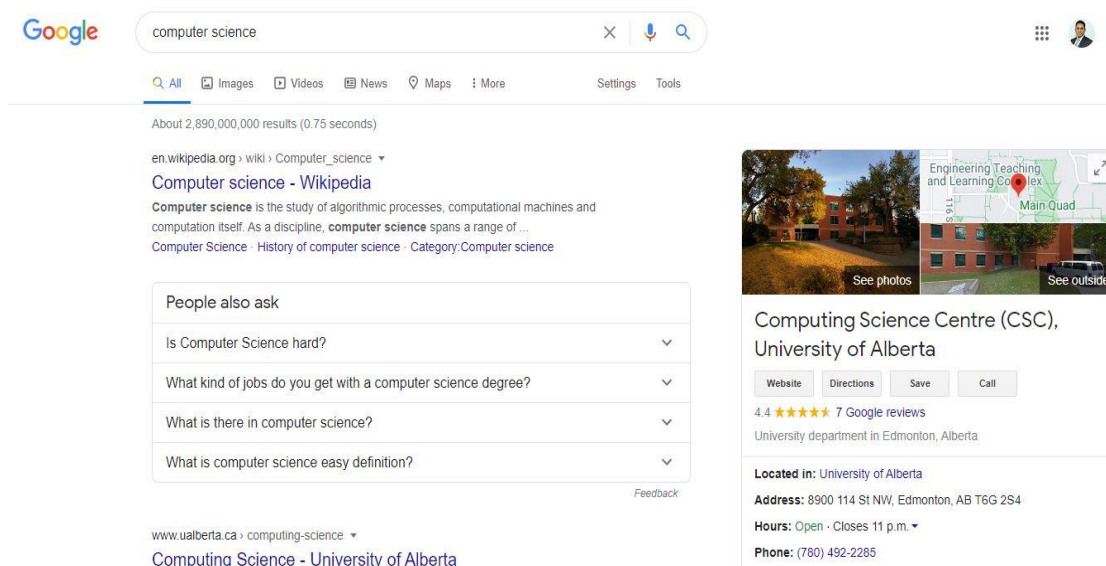 Google
computer science
All Images Videos News Maps More Settings Tools
About 2,890,000,000 results (0.75 seconds)
en.wikipedia.org › wiki › Computer_science
Computer science - Wikipedia
Computer science is the study of algorithmic processes, computational machines and
computation itself. As a discipline, computer science spans a range of ...
Computer Science · History of computer science · Category:Computer science
People also ask
Is Computer Science hard?
What kind of jobs do you get with a computer science degree?
What is there in computer science?
What is computer science easy definition?
Feedback
www.ualberta.ca › computing-science
Computing Science - University of Alberta
Engineering Teaching
and Learning Complex
116 S
Main Quad
See photos
See outside
Computing Science Centre (CSC),
University of Alberta
Website Directions Save Call
4.4 7 Google reviews
University department in Edmonton, Alberta
Located in: University of Alberta
Address: 8900 114 St NW, Edmonton, AB T6G 2S4
Hours: Open · Closes 11 p.m.
Phone: (780) 492-2285